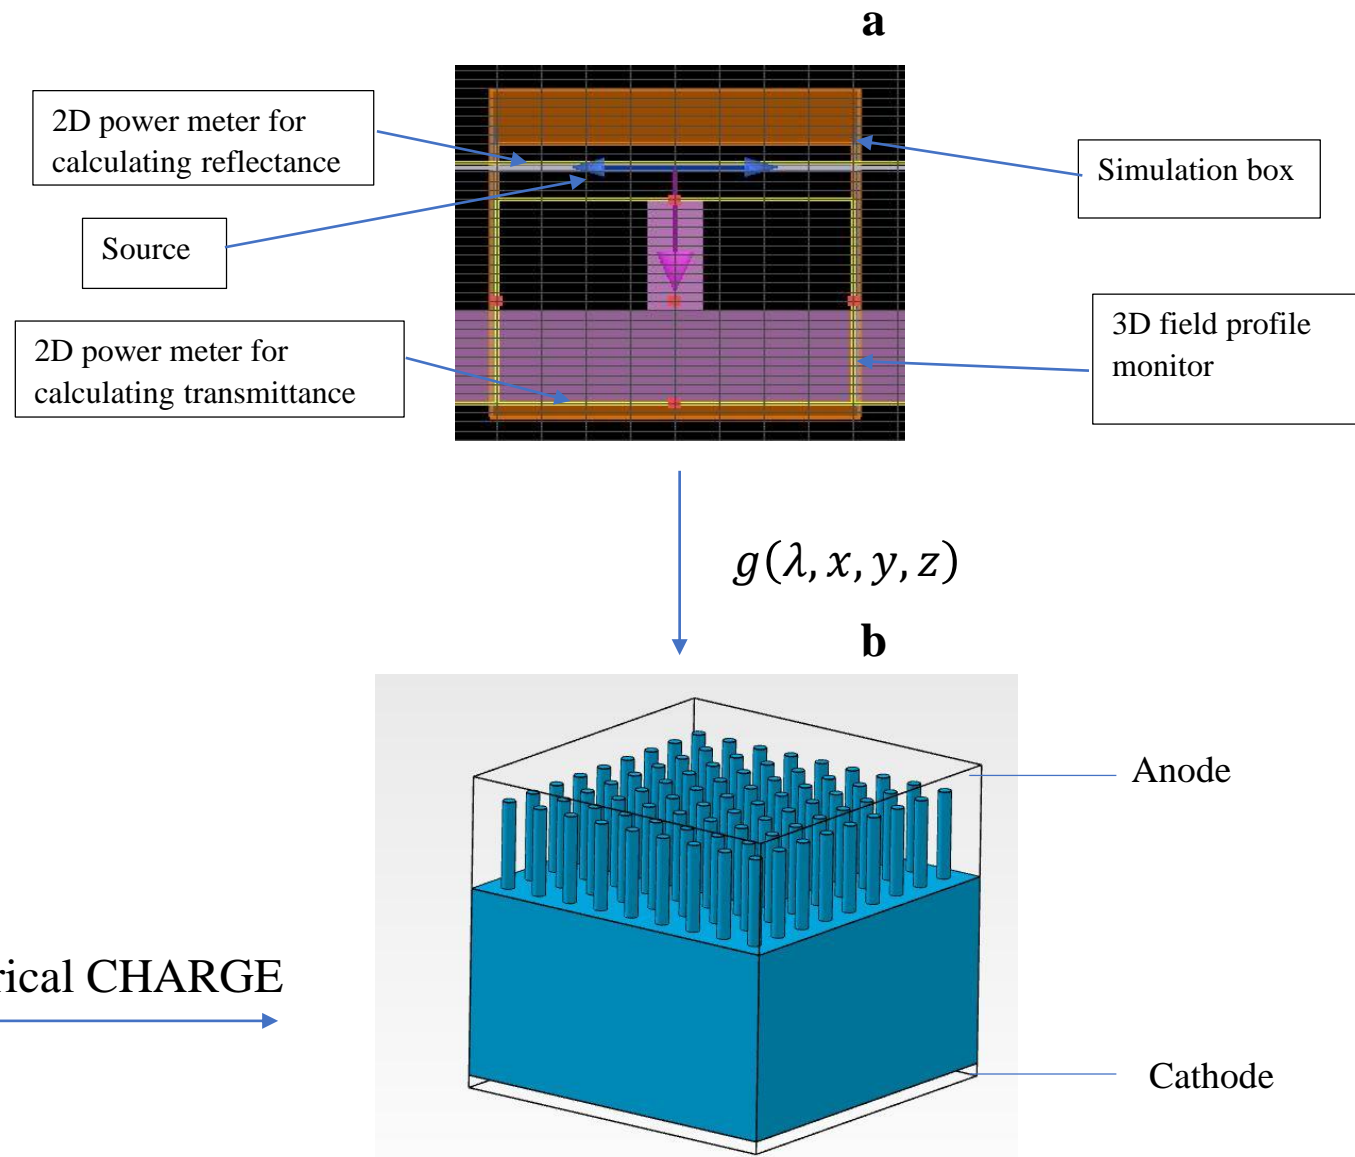 a
2D power meter for
calculating reflectance
Simulation box
Source
2D power meter for
calculating transmittance
3D field profile
monitor
g(λ, x, y, z)
b
Anode
rical CHARGE
Cathode